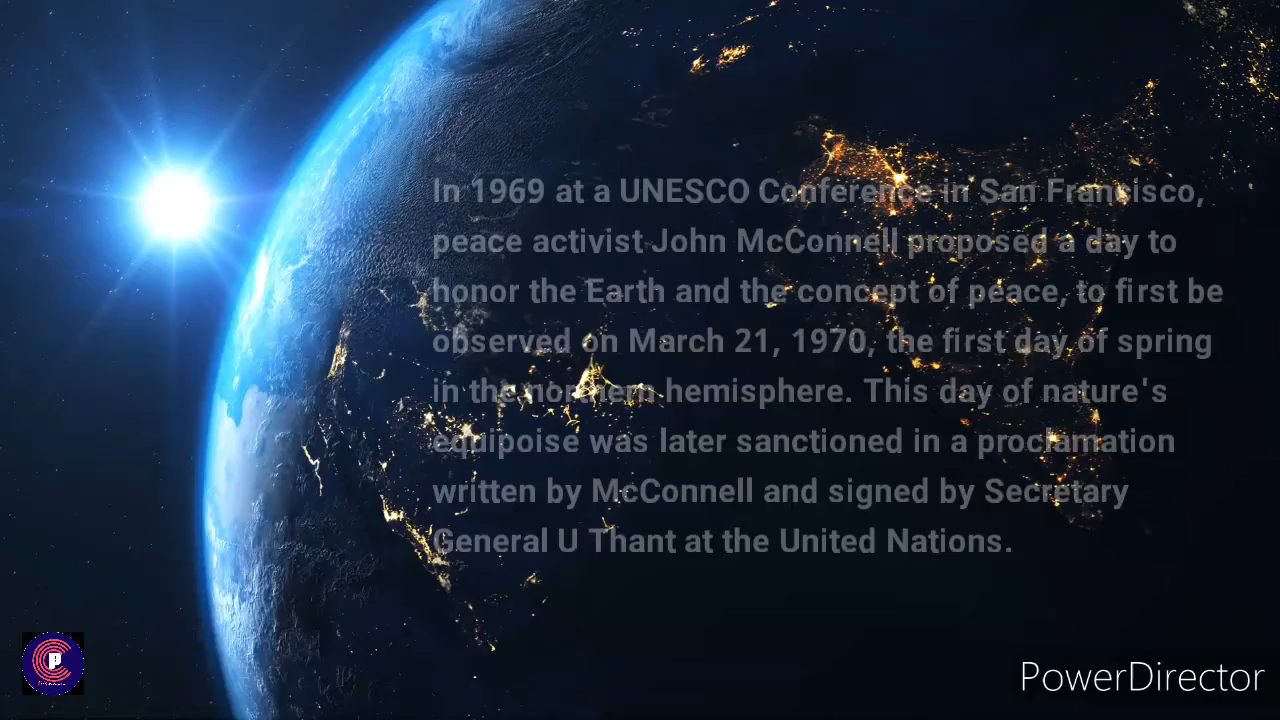 In 1969 at a UNESCO Conference in San Francisco,
peace activist John McConnell proposed a day to
honor the Earth and the concept of peace, to first be
observed on March 21, 1970, the first day of spring
in the northern hemisphere. This day of nature's
equipoise was later sanctioned in a proclamation
written by McConnell and signed by Secretary
General U Thant at the United Nations.
P
PowerDirector